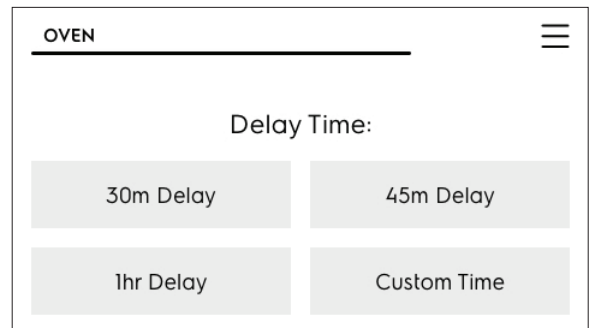 OVEN
Delay Time:
30m Delay
45m Delay
1hr Delay
Custom Time